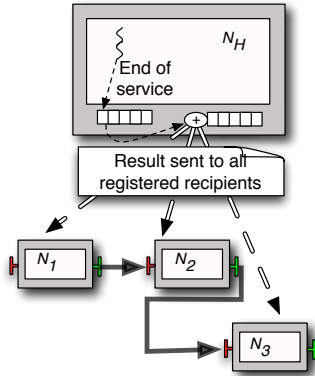 N_H
End of
service
+
Result sent to all
registered recipients
N_1
N_2
N_3